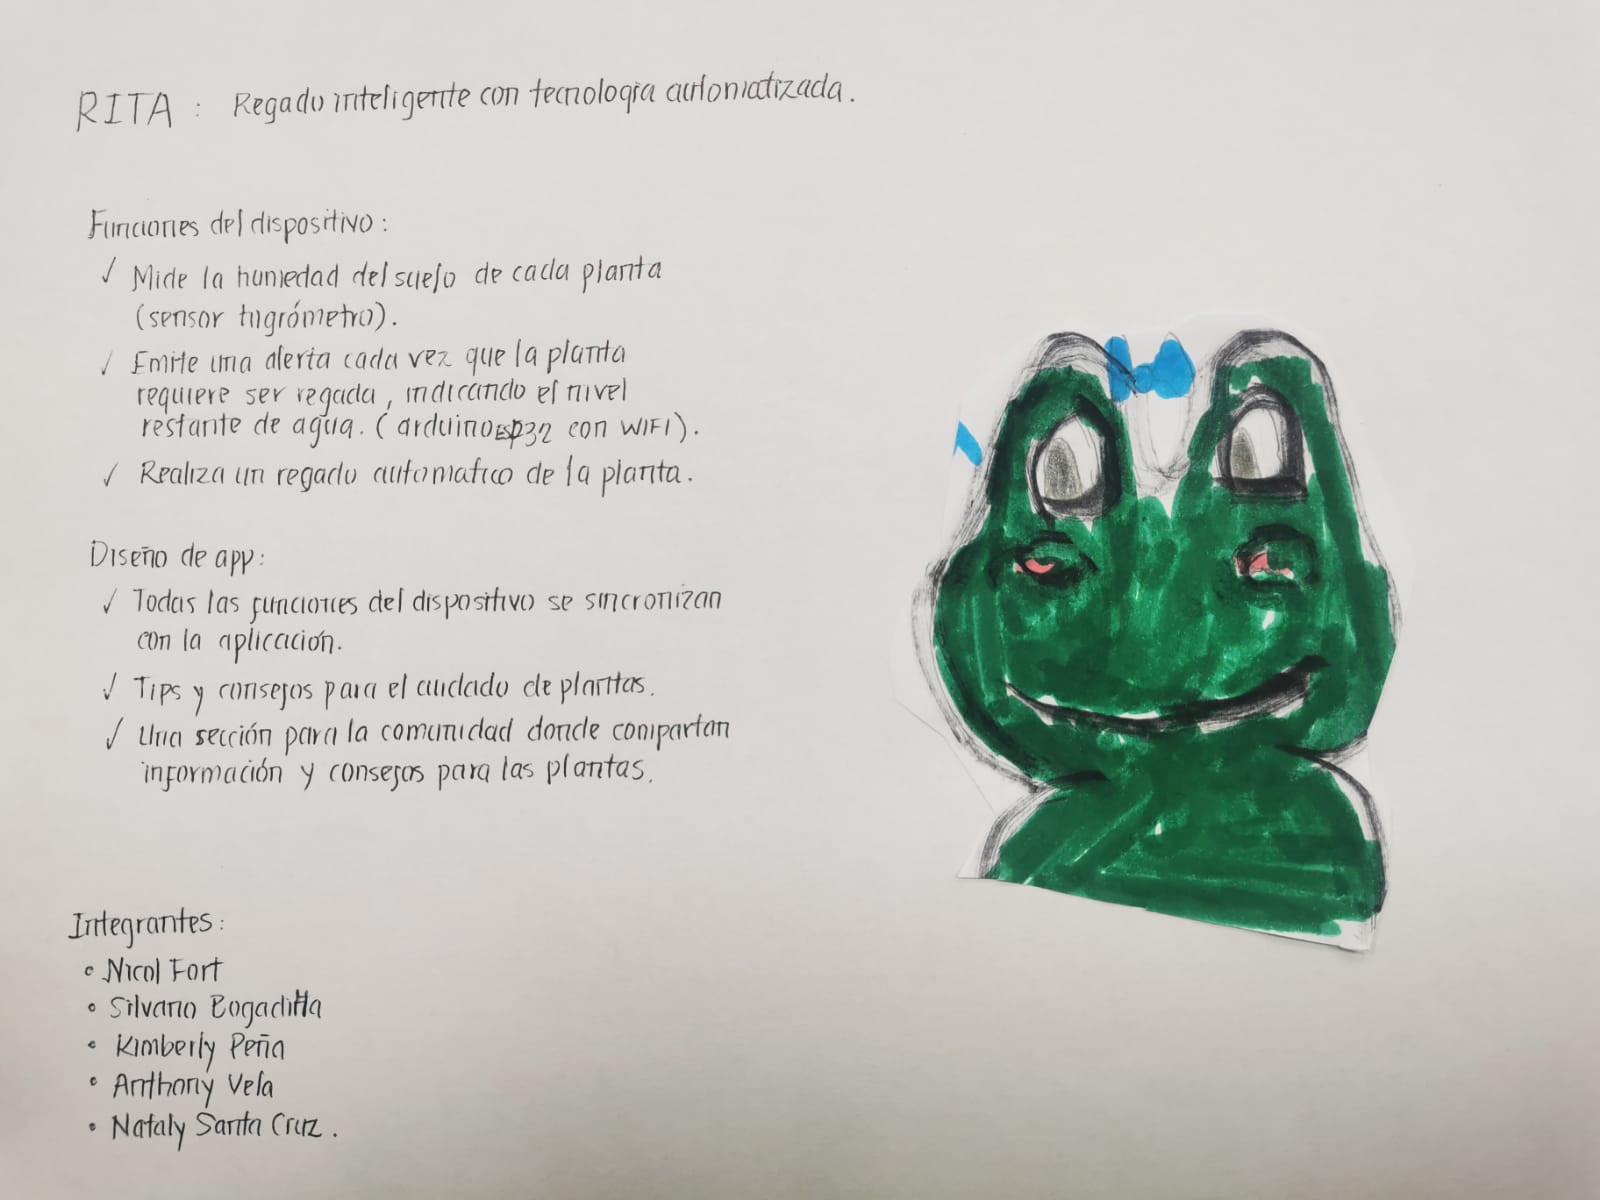 RITA : Regado inteligente con tecnología automatizada.
Funciones del dispositivo:
✓ Mide la humedad del suelo de cada planta
(sensor higrómetro).
✓ Emite una alerta cada vez que la planta
requiere ser regada, indicando el nivel
restante de agua. (arduino ESP32 con WIFI).
✓ Realiza un regado automatico de la planta.
Diseño de app:
✓ Todas las funciones del dispositivo se sincronizan
con la aplicación.
✓ Tips y consejos para el cuidado de plantas.
✓ Una sección para la comunidad donde compartan
información y consejos para las plantas.
Integrantes:
• Nicol Fort
• Silvano Bogadilla
• Kimberly Peña
• Anthony Vela
• Nataly Santa Cruz.